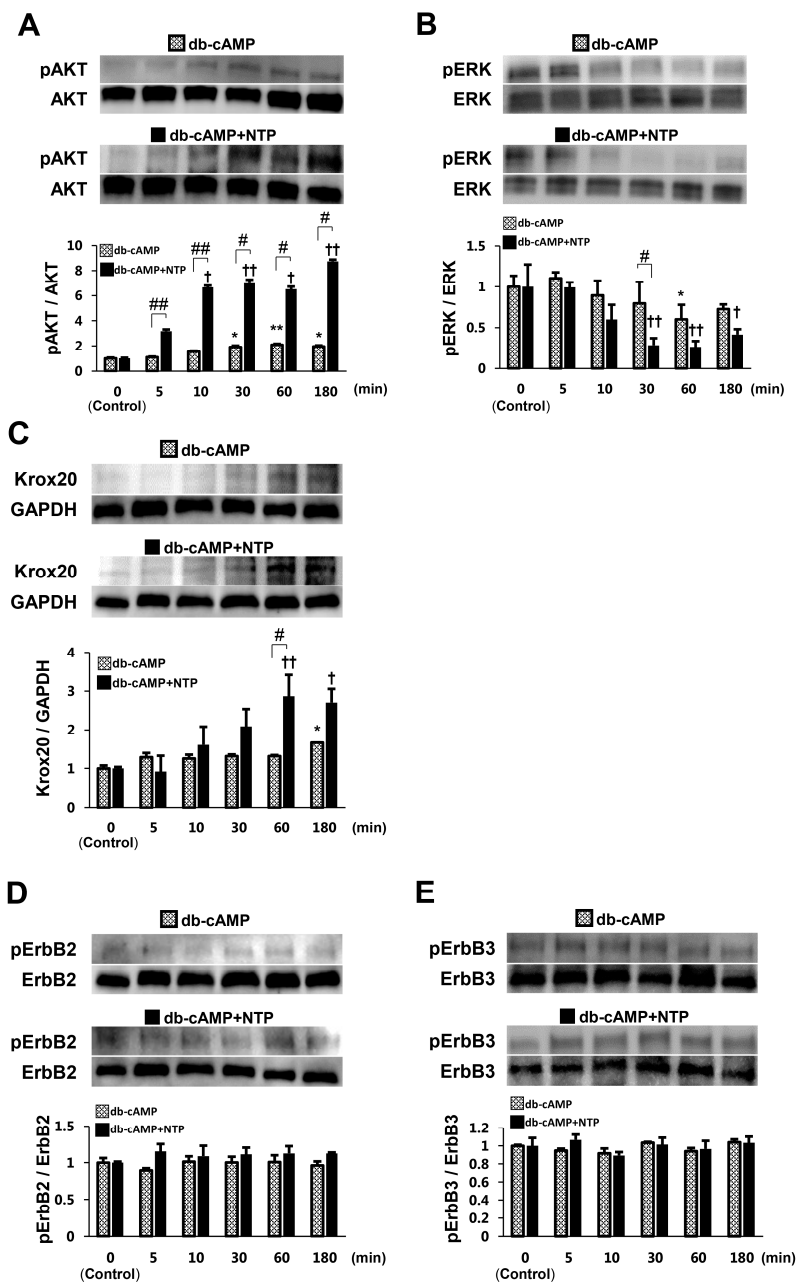 A
db-cAMP
pAKT
AKT
db-cAMP+NTP
pAKT
AKT
db-cAMP
db-cAMP+NTP
pAKT / AKT
10
8
6
4
2
0
## ## # # #
† †† † ††
* ** *
0 5 10 30 60 180 (min)
(Control)
B
db-cAMP
pERK
ERK
db-cAMP+NTP
pERK
ERK
db-cAMP
db-cAMP+NTP
pERK / ERK
1.5
1
0.5
0
#
* †† †† †
0 5 10 30 60 180 (min)
(Control)
C
db-cAMP
Krox20
GAPDH
db-cAMP+NTP
Krox20
GAPDH
db-cAMP
db-cAMP+NTP
Krox20 / GAPDH
4
3
2
1
0
#
†† †
*
0 5 10 30 60 180 (min)
(Control)
D
db-cAMP
pErbB2
ErbB2
db-cAMP+NTP
pErbB2
ErbB2
db-cAMP
db-cAMP+NTP
pErbB2 / ErbB2
1.5
1
0.5
0
0 5 10 30 60 180 (min)
(Control)
E
db-cAMP
pErbB3
ErbB3
db-cAMP+NTP
pErbB3
ErbB3
db-cAMP
db-cAMP+NTP
pErbB3 / ErbB3
1.2
1
0.8
0.6
0.4
0.2
0
0 5 10 30 60 180 (min)
(Control)